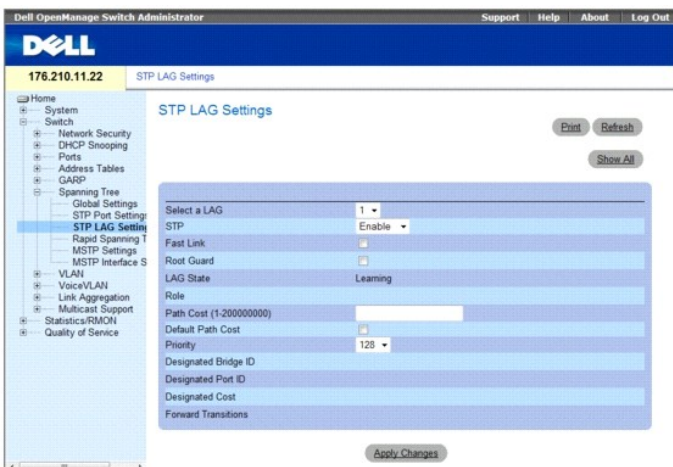 Dell OpenManage Switch Administrator Support Help About Log Out
DELL
176.210.11.22 STP LAG Settings
Home
System
Switch
Network Security
DHCP Snooping
Ports
Address Tables
GARP
Spanning Tree
Global Settings
STP Port Settings
STP LAG Setting
Rapid Spanning T
MSTP Settings
MSTP Interface S
VLAN
VoiceVLAN
Link Aggregation
Multicast Support
Statistics/RMON
Quality of Service
STP LAG Settings
Print Refresh
Show All
Select a LAG 1
STP Enable
Fast Link
Root Guard
LAG State Learning
Role
Path Cost (1-200000000)
Default Path Cost
Priority 128
Designated Bridge ID
Designated Port ID
Designated Cost
Forward Transitions
Apply Changes